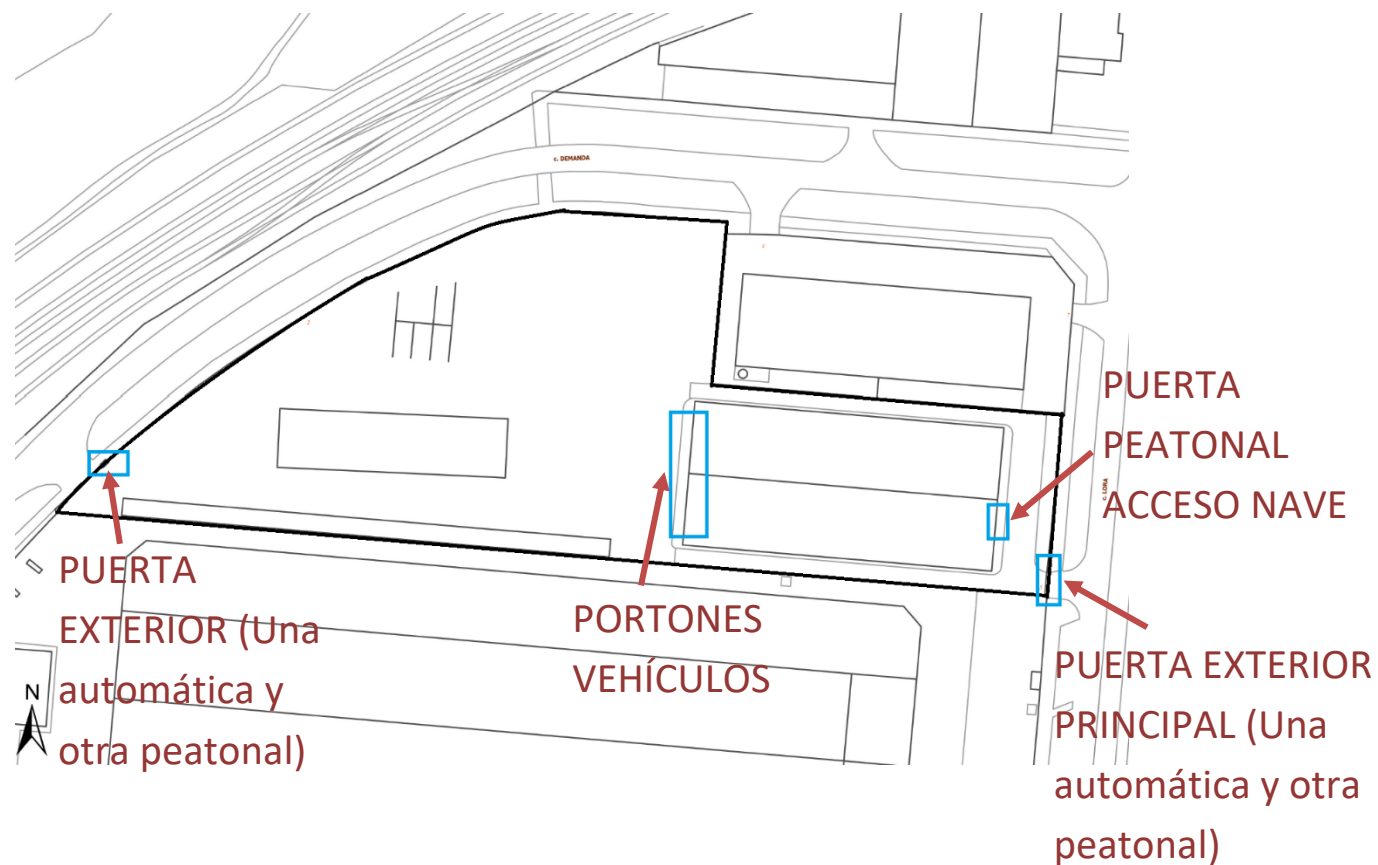 c. DEMANDA
PUERTA
PEATONAL
ACCESO NAVE
c. LORA
PUERTA
EXTERIOR (Una
automática y
otra peatonal)
PORTONES
VEHÍCULOS
PUERTA EXTERIOR
PRINCIPAL (Una
automática y otra
peatonal)
N